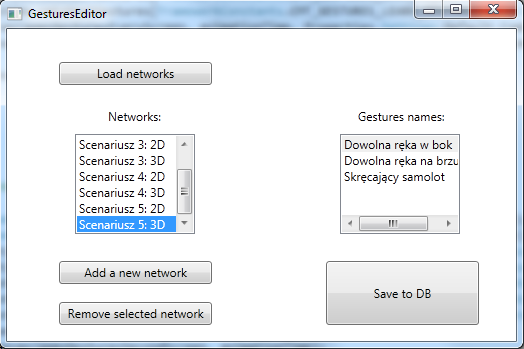 GesturesEditor
Load networks
Networks:
Scenariusz 3: 2D
Scenariusz 3: 3D
Scenariusz 4: 2D
Scenariusz 4: 3D
Scenariusz 5: 2D
Scenariusz 5: 3D
Gestures names:
Dowolna ręka w bok
Dowolna ręka na brzu
Skręcający samolot
Add a new network
Remove selected network
Save to DB